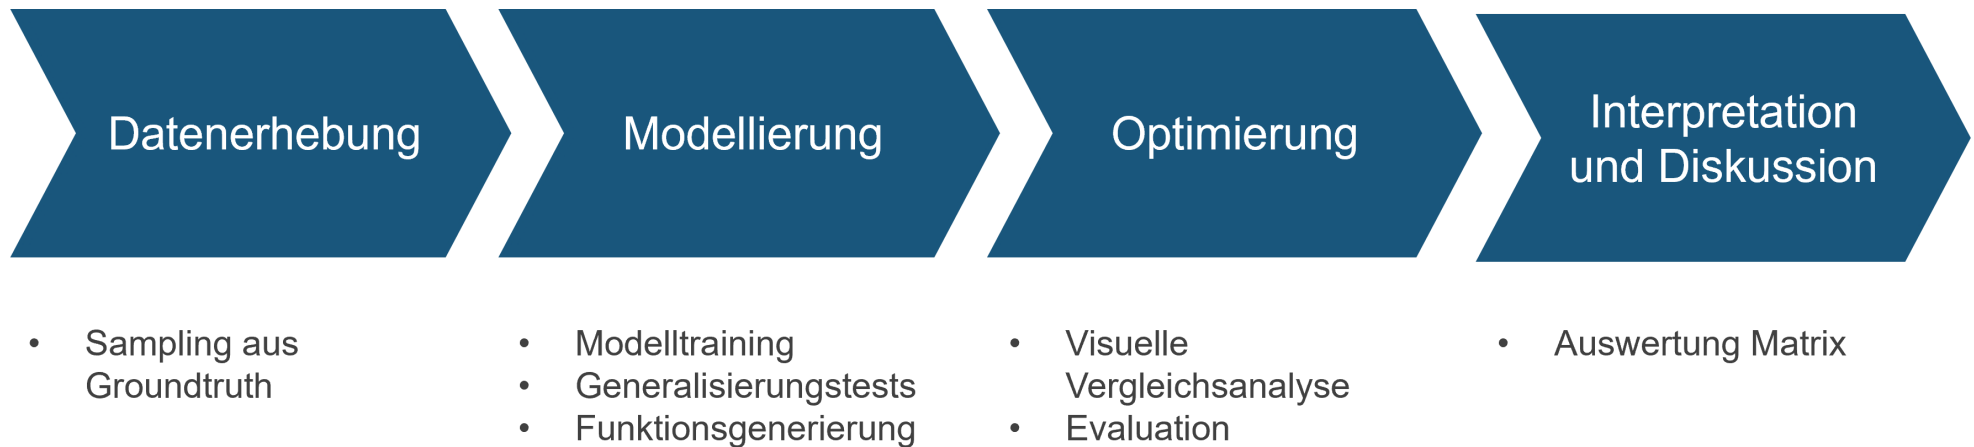 Datenerhebung
Modellierung
Optimierung
Interpretation
und Diskussion
• Sampling aus
Groundtruth
• Modelltraining
• Generalisierungstests
• Funktionsgenerierung
• Visuelle
Vergleichsanalyse
• Evaluation
• Auswertung Matrix